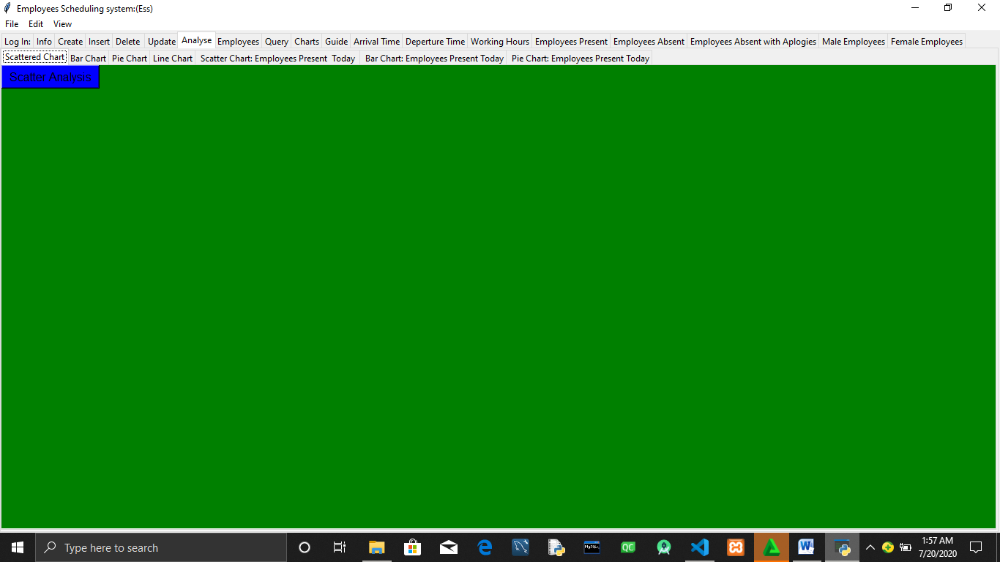 Employees Scheduling system:(Ess)
File Edit View
Log In: Info Create Insert Delete Update Analyse Employees Query Charts Guide Arrival Time Deperture Time Working Hours Employees Present Employees Absent Employees Absent with Aplogies Male Employees Female Employees
Scattered Chart Bar Chart Pie Chart Line Chart Scatter Chart: Employees Present Today Bar Chart: Employees Present Today Pie Chart: Employees Present Today
Scatter Analysis
Type here to search MySQL QC W 1:57 AM
7/20/2020